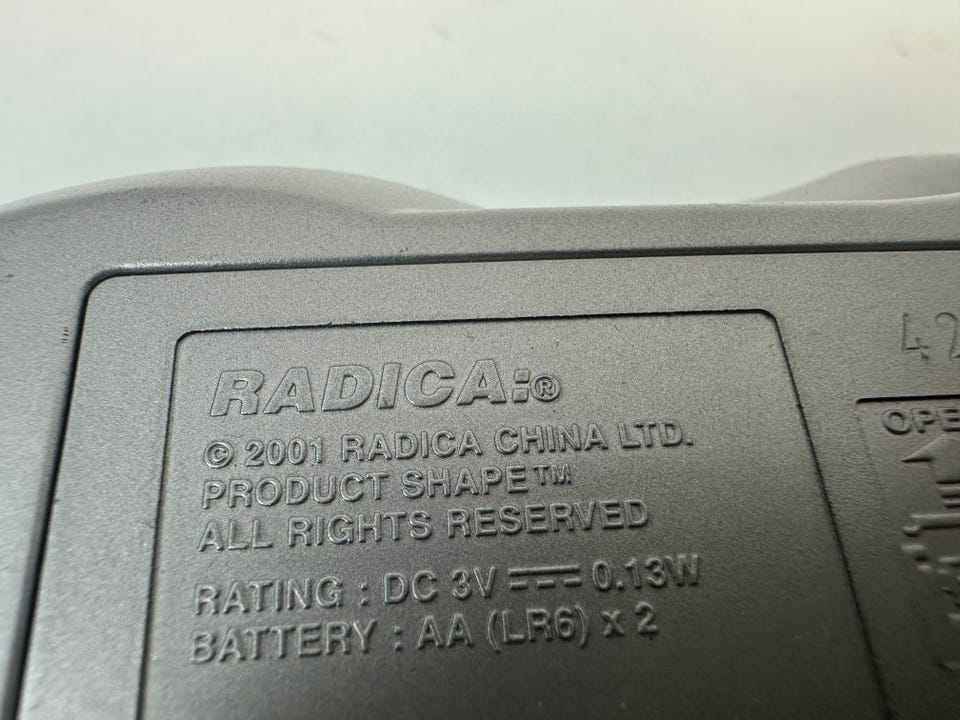 RADICA:®
© 2001 RADICA CHINA LTD.
PRODUCT SHAPE™
ALL RIGHTS RESERVED
RATING : DC 3V ⎓ 0.13W
BATTERY : AA (LR6) x 2